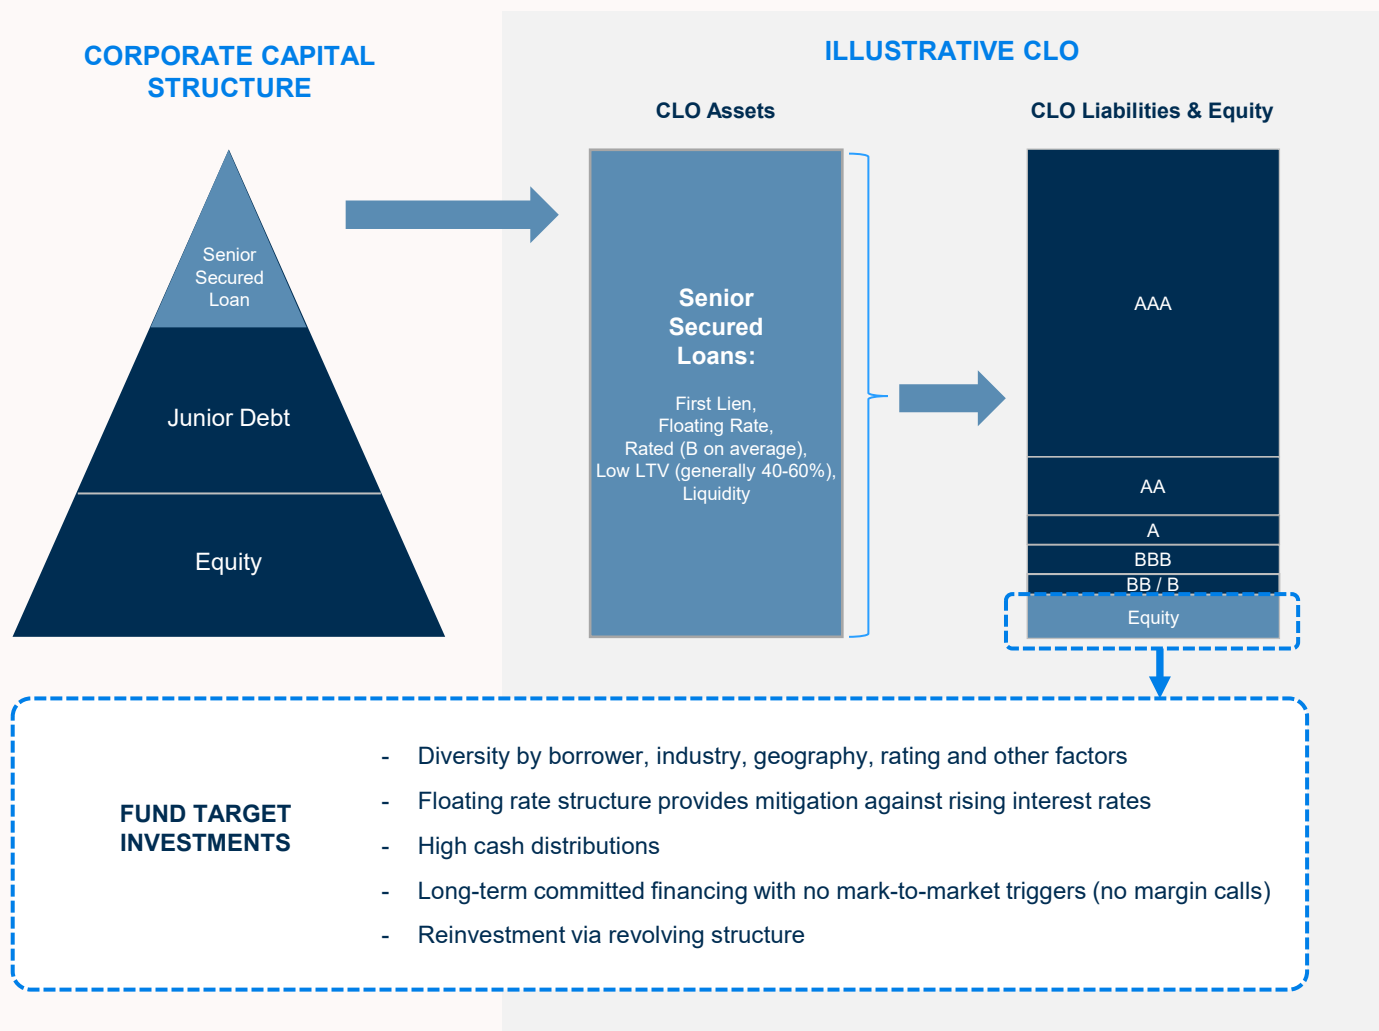 CORPORATE CAPITAL
STRUCTURE
Senior
Secured
Loan
Junior Debt
Equity
ILLUSTRATIVE CLO
CLO Assets
Senior
Secured
Loans:
First Lien,
Floating Rate,
Rated (B on average),
Low LTV (generally 40-60%),
Liquidity
CLO Liabilities & Equity
AAA
AA
A
BBB
BB / B
Equity
FUND TARGET
INVESTMENTS
- Diversity by borrower, industry, geography, rating and other factors
- Floating rate structure provides mitigation against rising interest rates
- High cash distributions
- Long-term committed financing with no mark-to-market triggers (no margin calls)
- Reinvestment via revolving structure